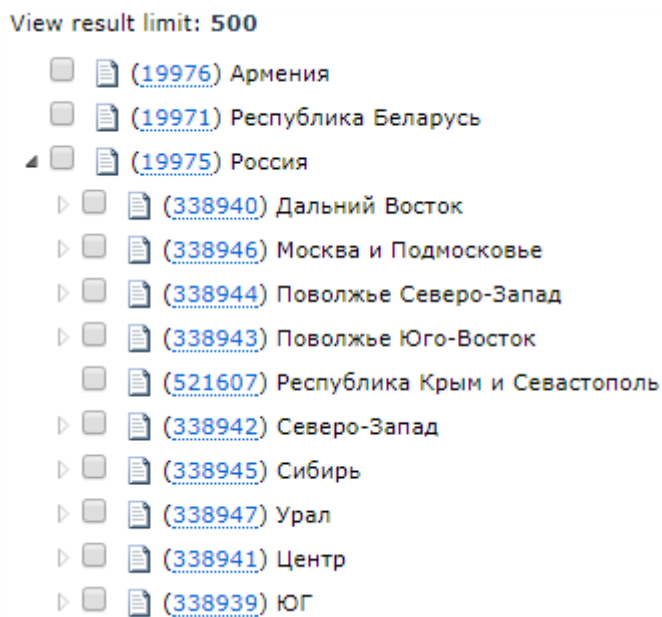 View result limit: 500
(19976) Армения
(19971) Республика Беларусь
(19975) Россия
(338940) Дальний Восток
(338946) Москва и Подмосковье
(338944) Поволжье Северо-Запад
(338943) Поволжье Юго-Восток
(521607) Республика Крым и Севастополь
(338942) Северо-Запад
(338945) Сибирь
(338947) Урал
(338941) Центр
(338939) ЮГ